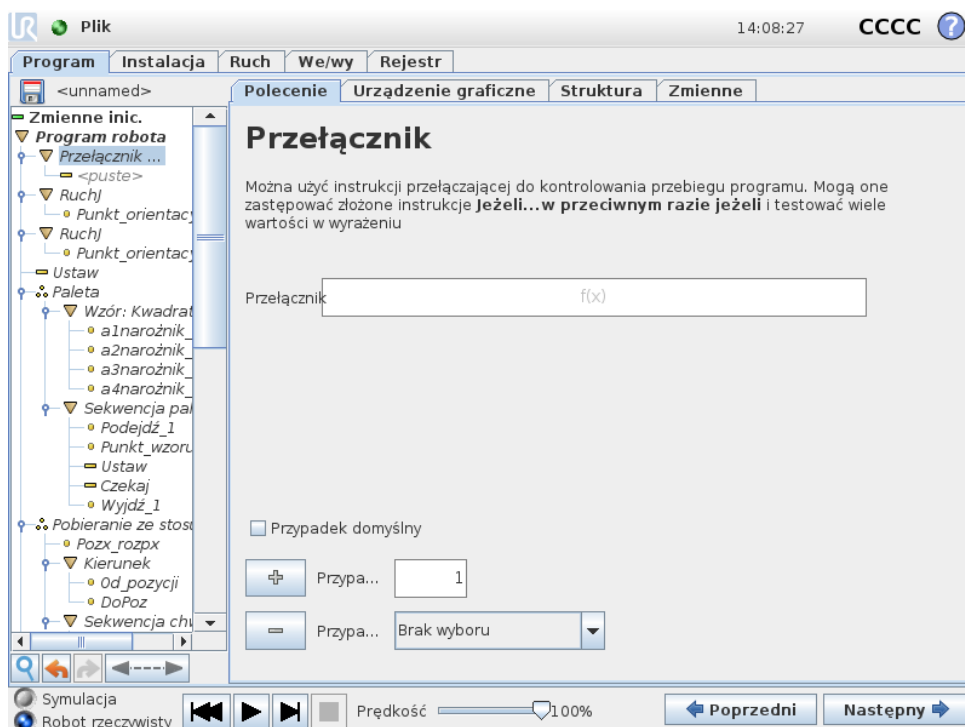 UR Plik 14:08:27 CCCC ?
Program Instalacja Ruch We/wy Rejestr
<unnamed>
Polecenie Urządzenie graficzne Struktura Zmienne
Zmienne inic.
Program robota
Przełącznik ...
<puste>
RuchJ
Punkt_orientacy
RuchJ
Punkt_orientacy
Ustaw
Paleta
Wzór: Kwadrat
a1narożnik_
a2narożnik_
a3narożnik_
a4narożnik_
Sekwencja pal
Podejdź_1
Punkt_wzoru
Ustaw
Czekaj
Wyjdź_1
Pobieranie ze stosu
Pozx_rozpx
Kierunek
Od_pozycji
DoPoz
Sekwencja chw
Przełącznik
Można użyć instrukcji przełączającej do kontrolowania przebiegu programu. Mogą one
zastępować złożone instrukcje Jeżeli...w przeciwnym razie jeżeli i testować wiele
wartości w wyrażeniu
Przełącznik f(x)
Przypadek domyślny
Przypa... 1
Przypa... Brak wyboru
Symulacja
Robot rzeczywisty
Prędkość 100%
Poprzedni Następny